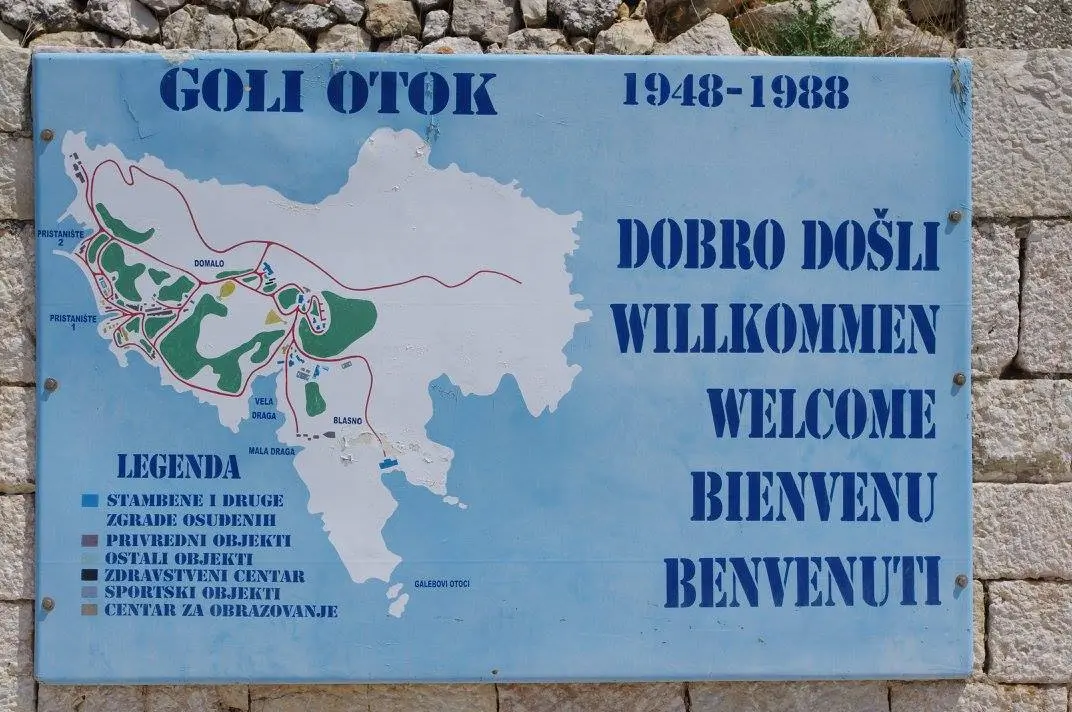 GOLI OTOK
1948-1988
PRISTANIŠTE
2
DOMALO
PRISTANIŠTE
1
VELA
DRAGA
BLASNO
MALA DRAGA
GALEBOVI OTOCI
DOBRO DOŠLI
WILLKOMMEN
WELCOME
BIENVENU
BENVENUTI
LEGENDA
STAMBENE I DRUGE
ZGRADE OSUDENIH
PRIVREDNI OBJEKTI
OSTALI OBJEKTI
ZDRAVSTVENI CENTAR
SPORTSKI OBJEKTI
CENTAR ZA OBRAZOVANJE